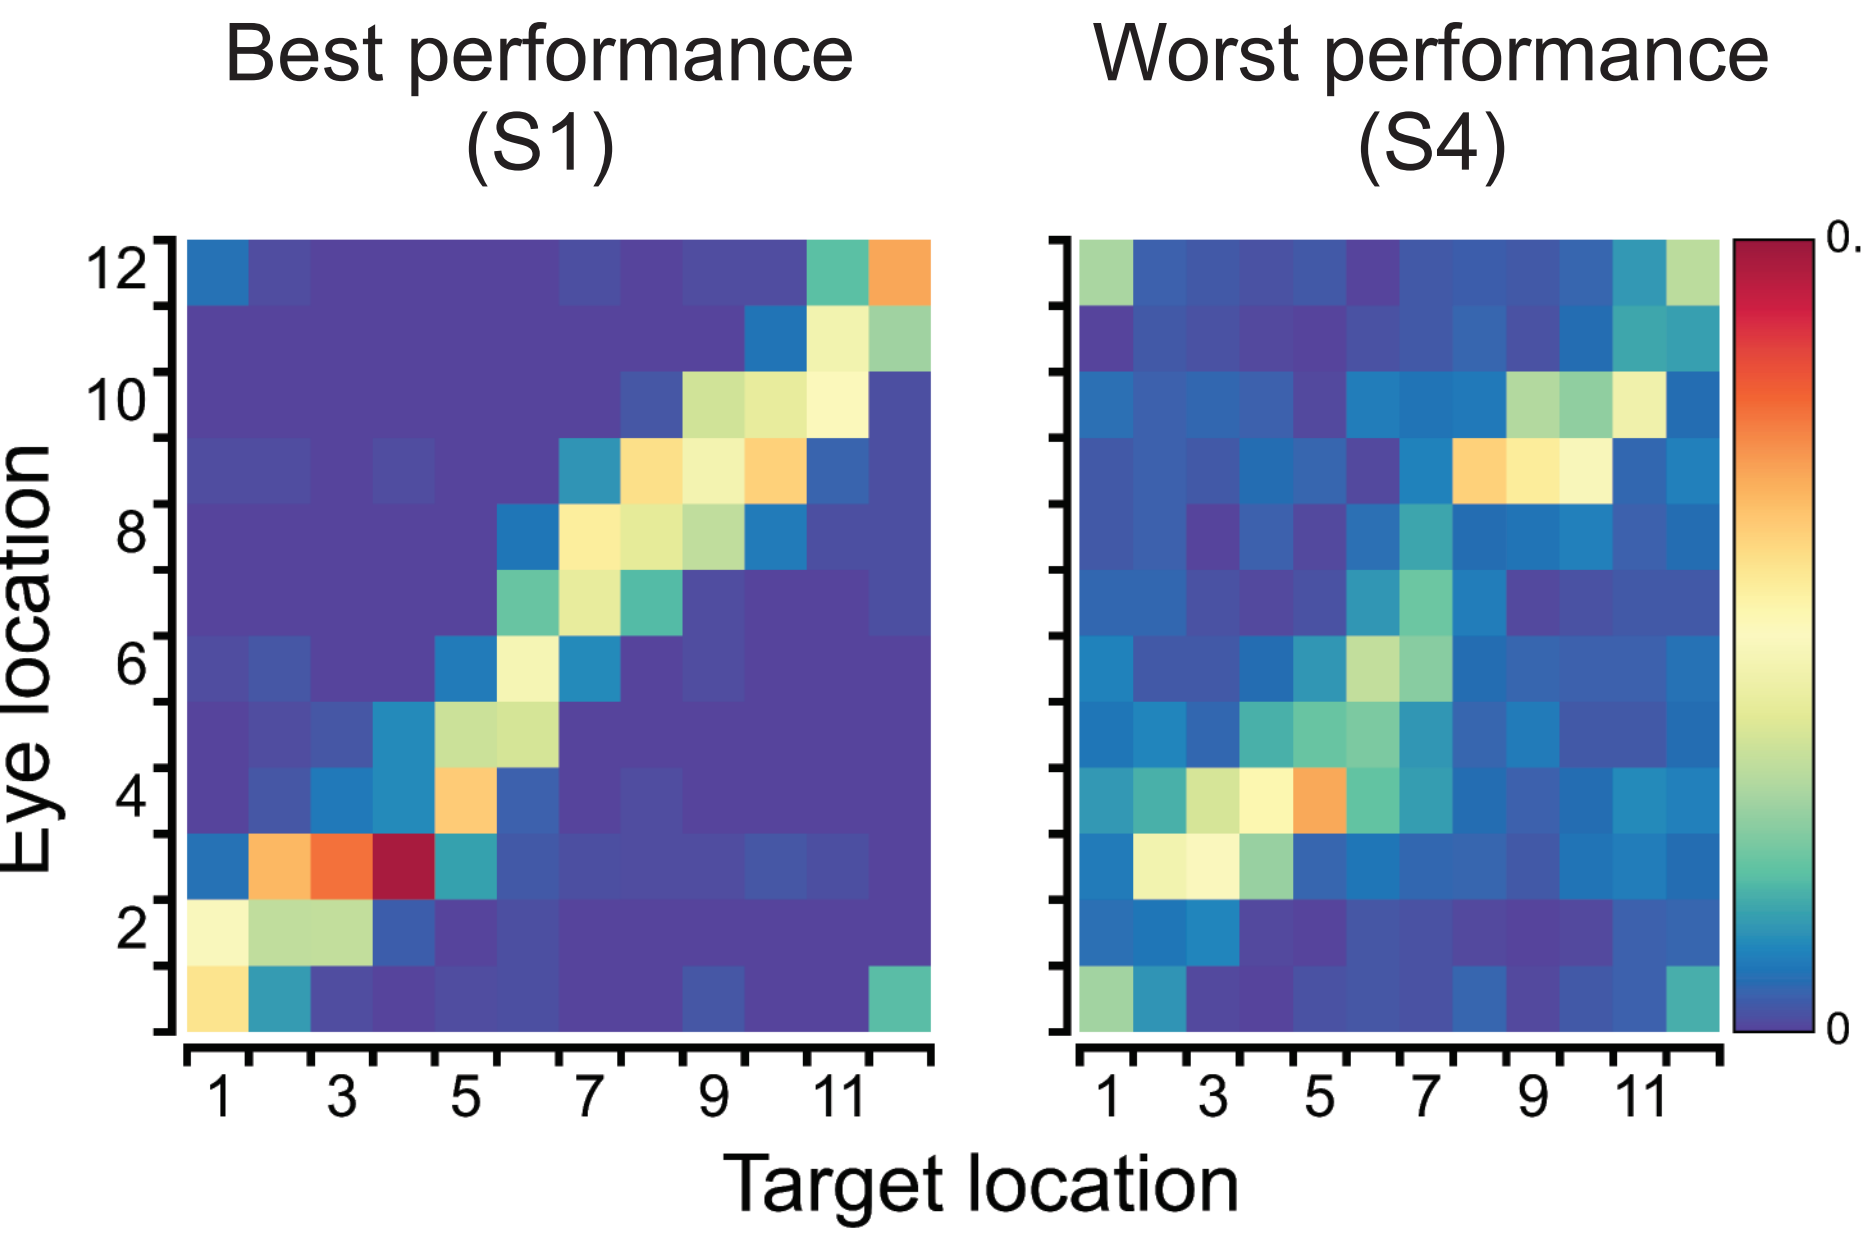 Best performance
(S1)
Worst performance
(S4)
Eye location
12
10
8
6
4
2
1 3 5 7 9 11
1 3 5 7 9 11
0.
0
Target location